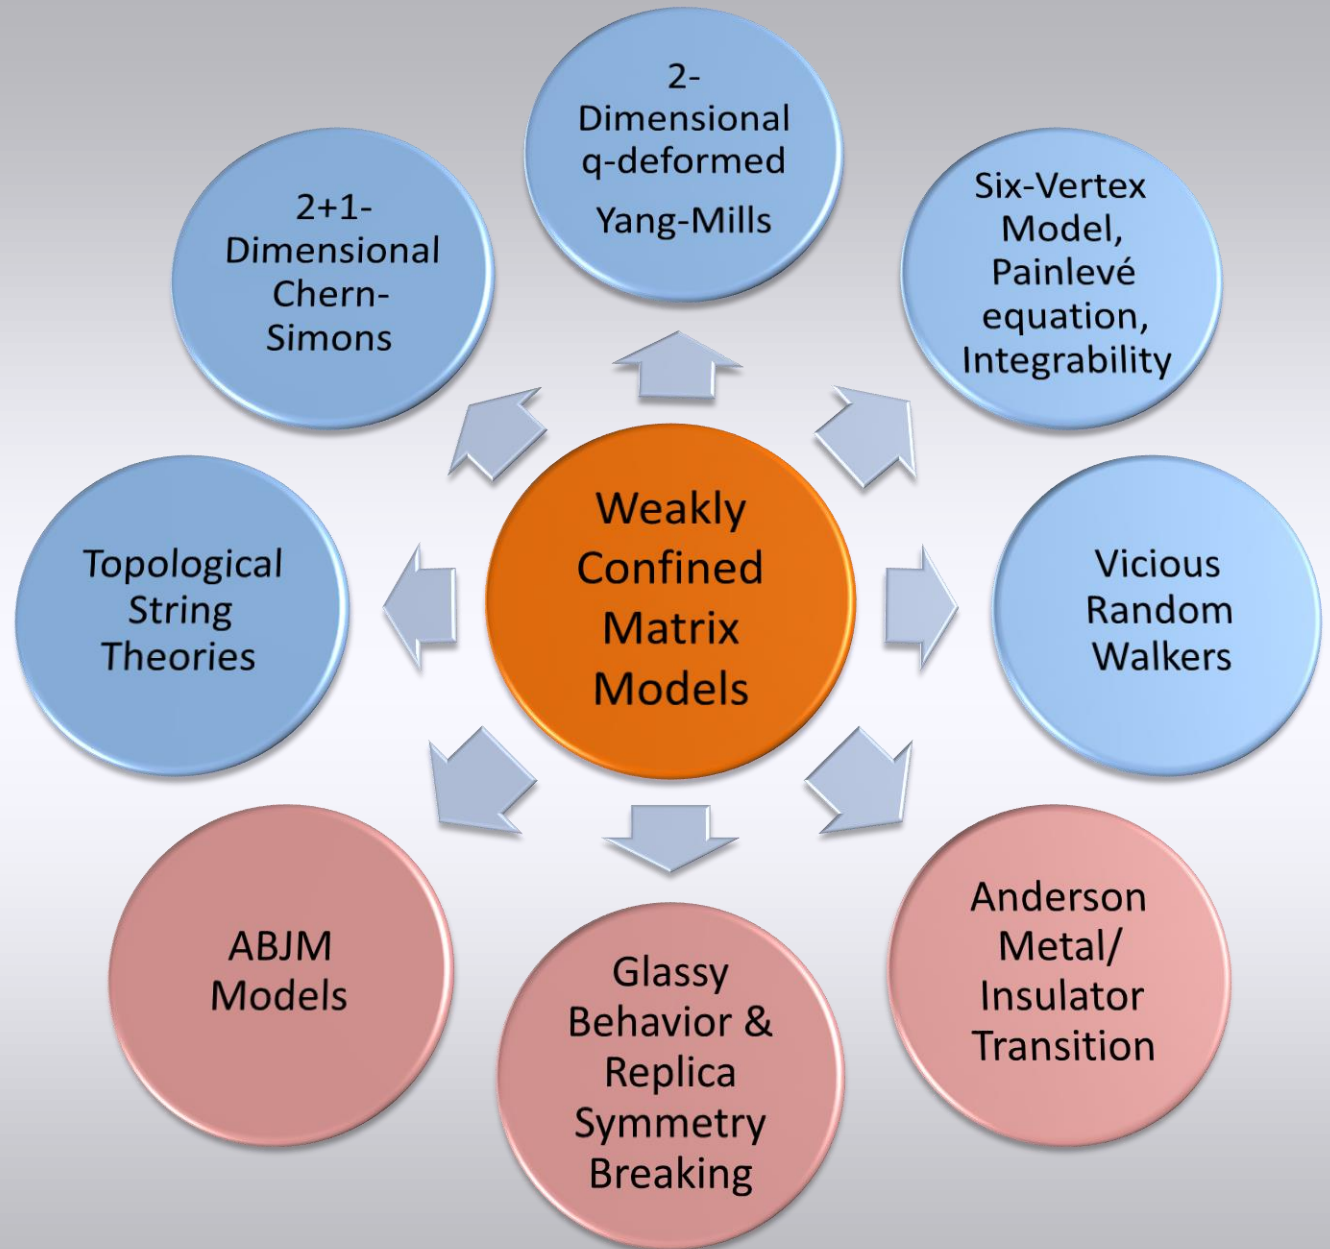 2-
Dimensional
q-deformed
Yang-Mills
2+1-
Dimensional
Chern-
Simons
Six-Vertex
Model,
Painlevé
equation,
Integrability
Weakly
Confined
Matrix
Models
Topological
String
Theories
Vicious
Random
Walkers
ABJM
Models
Glassy
Behavior &
Replica
Symmetry
Breaking
Anderson
Metal/
Insulator
Transition